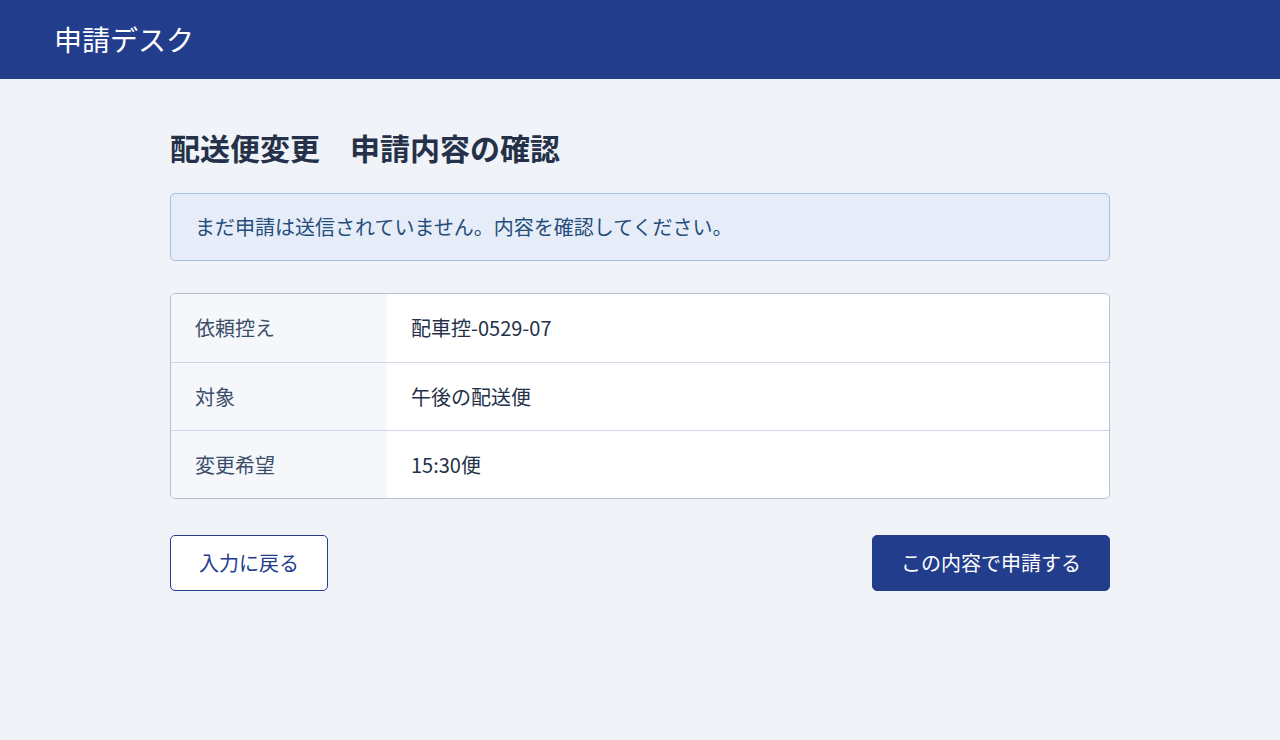 申請デスク
配送便変更　申請内容の確認
まだ申請は送信されていません。内容を確認してください。
依頼控え 配車控-0529-07
対象 午後の配送便
変更希望 15:30便
入力に戻る この内容で申請する